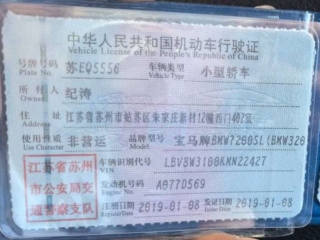 中华人民共和国机动车行驶证
Vehicle License of the People's Republic of China
号牌号码 苏EQ5556 车辆类型 小型轿车
Plate No. Vehicle Type
所有人 纪涛
Owner
住址 江苏省苏州市姑苏区朱家庄新村12幢西门402室
Address
使用性质 非营运 品牌型号 宝马牌BMW7200SL(BMW320
Use Character Model
江苏省苏州
市公安局交
通警察支队
车辆识别代号 LBV8W3100KKN22427
VIN
发动机号码 A077D569
Engine No.
注册日期 2019-01-08 发证日期 2019-01-08
Register Date Issue Date